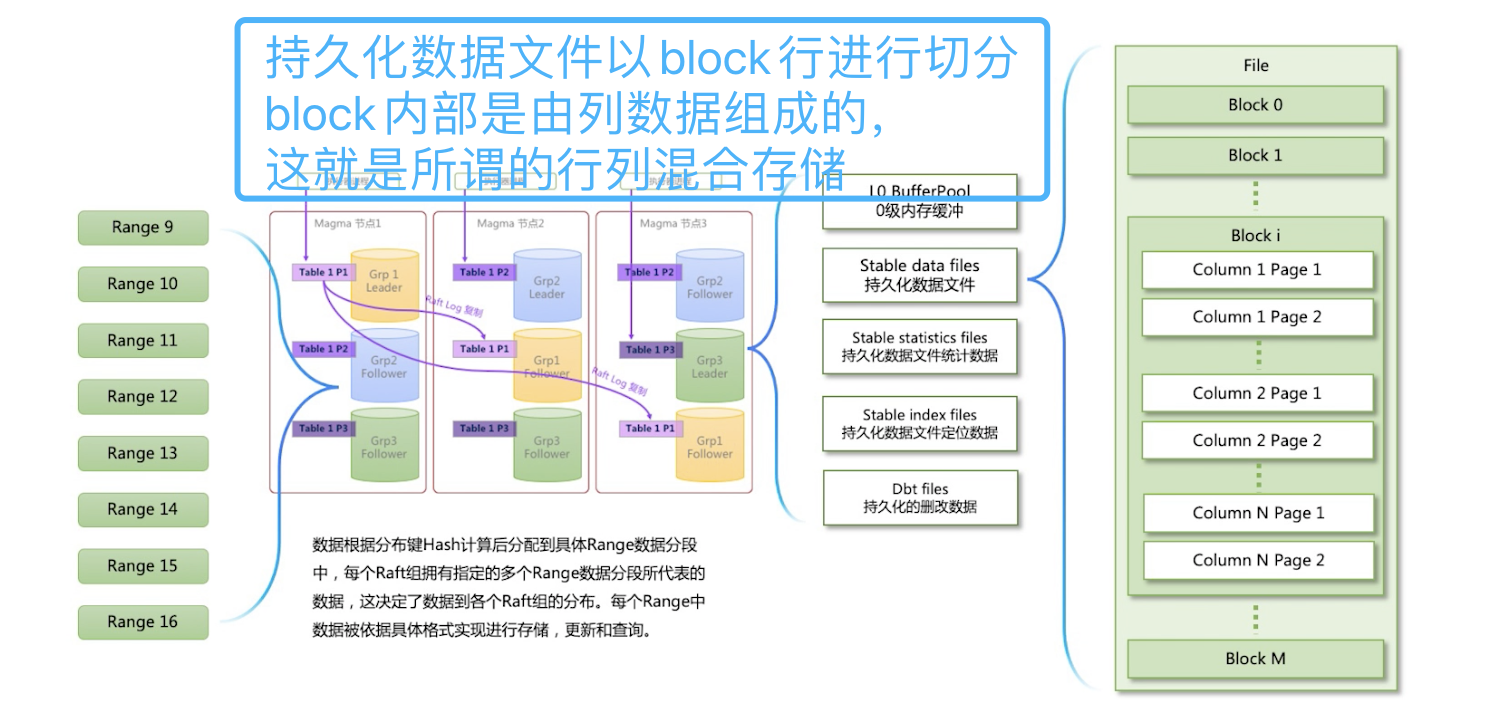 持久化数据文件以block行进行切分
block内部是由列数据组成的，
这就是所谓的行列混合存储
Range 9
Range 10
Range 11
Range 12
Range 13
Range 14
Range 15
Range 16
Magma 节点1
Table 1 P1
Grp 1
Leader
Table 1 P2
Grp2
Follower
Table 1 P3
Grp3
Follower
Magma 节点2
Table 1 P2
Grp2
Leader
Table 1 P1
Grp1
Follower
Table 1 P3
Grp3
Follower
Magma 节点3
Table 1 P2
Grp2
Follower
Table 1 P3
Grp3
Leader
Table 1 P1
Grp1
Follower
Raft Log 复制
Raft Log 复制
数据根据分布键Hash计算后分配到具体Range数据分段
中，每个Raft组拥有指定的多个Range数据分段所代表的
数据，这决定了数据到各个Raft组的分布。每个Range中
数据被依据具体格式实现进行存储，更新和查询。
L0 BufferPool
0级内存缓冲
Stable data files
持久化数据文件
Stable statistics files
持久化数据文件统计数据
Stable index files
持久化数据文件定位数据
Dbt files
持久化的删改数据
File
Block 0
Block 1
Block i
Column 1 Page 1
Column 1 Page 2
Column 2 Page 1
Column 2 Page 2
Column N Page 1
Column N Page 2
Block M